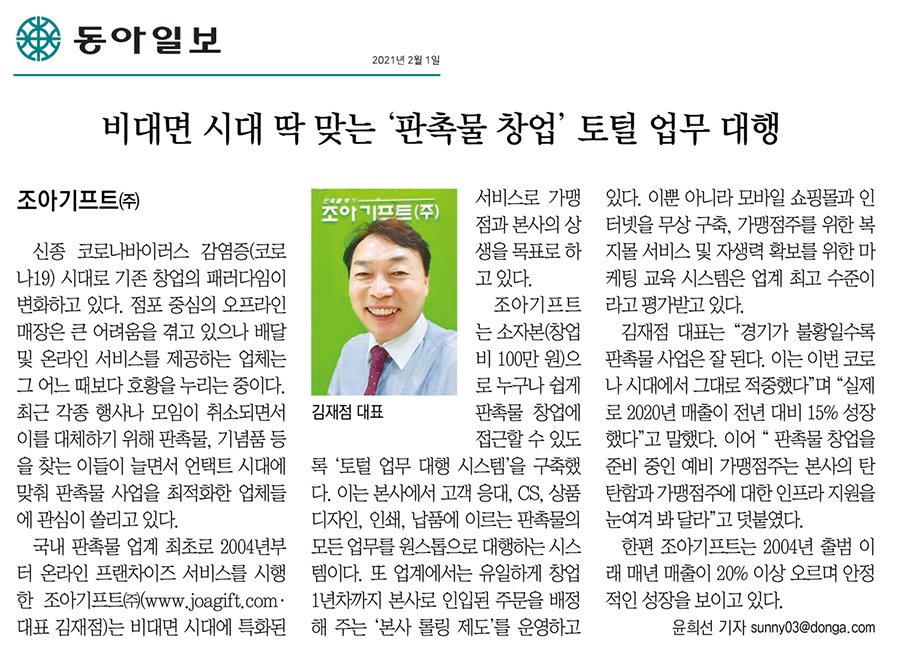 동아일보
2021년 2월 1일
비대면 시대 딱 맞는 ‘판촉물 창업’ 토털 업무 대행
조아기프트㈜
신종 코로나바이러스 감염증(코로
나19) 시대로 기존 창업의 패러다임이
변화하고 있다. 점포 중심의 오프라인
매장은 큰 어려움을 겪고 있으나 배달
및 온라인 서비스를 제공하는 업체는
그 어느 때보다 호황을 누리는 중이다.
최근 각종 행사나 모임이 취소되면서
이를 대체하기 위해 판촉물, 기념품 등
을 찾는 이들이 늘면서 언택트 시대에
맞춰 판촉물 사업을 최적화한 업체들
에 관심이 쏠리고 있다.
국내 판촉물 업계 최초로 2004년부
터 온라인 프랜차이즈 서비스를 시행
한 조아기프트㈜(www.joagift.com·
대표 김재점)는 비대면 시대에 특화된
조아기프트(주)
김재점 대표
서비스로 가맹
점과 본사의 상
생을 목표로 하
고 있다.
조아기프트
는 소자본(창업
비 100만 원)으
로 누구나 쉽게
판촉물 창업에
접근할 수 있도
록 ‘토털 업무 대행 시스템’을 구축했
다. 이는 본사에서 고객 응대, CS, 상품
디자인, 인쇄, 납품에 이르는 판촉물의
모든 업무를 원스톱으로 대행하는 시스
템이다. 또 업계에서는 유일하게 창업
1년차까지 본사로 인입된 주문을 배정
해 주는 ‘본사 롤링 제도’를 운영하고
있다. 이뿐 아니라 모바일 쇼핑몰과 인
터넷을 무상 구축, 가맹점주를 위한 복
지몰 서비스 및 자생력 확보를 위한 마
케팅 교육 시스템은 업계 최고 수준이
라고 평가받고 있다.
김재점 대표는 “경기가 불황일수록
판촉물 사업은 잘 된다. 이는 이번 코로
나 시대에서 그대로 적중했다”며 “실제
로 2020년 매출이 전년 대비 15% 성장
했다”고 말했다. 이어 “ 판촉물 창업을
준비 중인 예비 가맹점주는 본사의 탄
탄함과 가맹점주에 대한 인프라 지원을
눈여겨 봐 달라”고 덧붙였다.
한편 조아기프트는 2004년 출범 이
래 매년 매출이 20% 이상 오르며 안정
적인 성장을 보이고 있다.
윤희선 기자 sunny03@donga.com